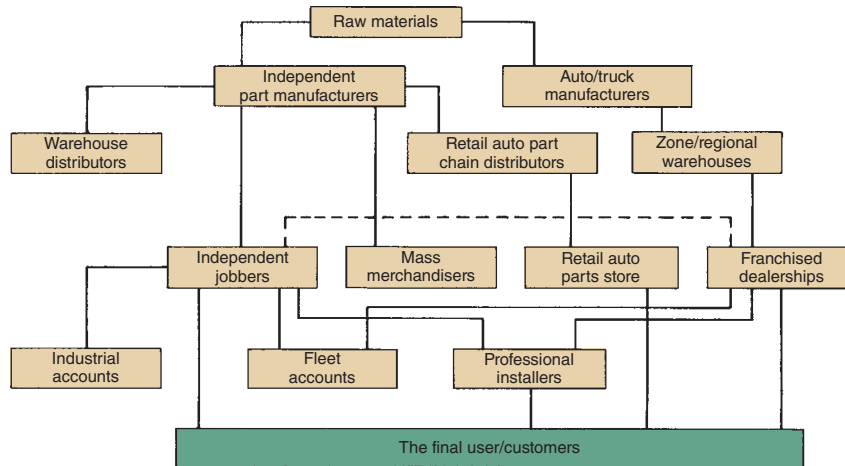 Raw materials
Independent
part manufacturers
Auto/truck
manufacturers
Warehouse
distributors
Retail auto part
chain distributors
Zone/regional
warehouses
Independent
jobbers
Mass
merchandisers
Retail auto
parts store
Franchised
dealerships
Industrial
accounts
Fleet
accounts
Professional
installers
The final user/customers